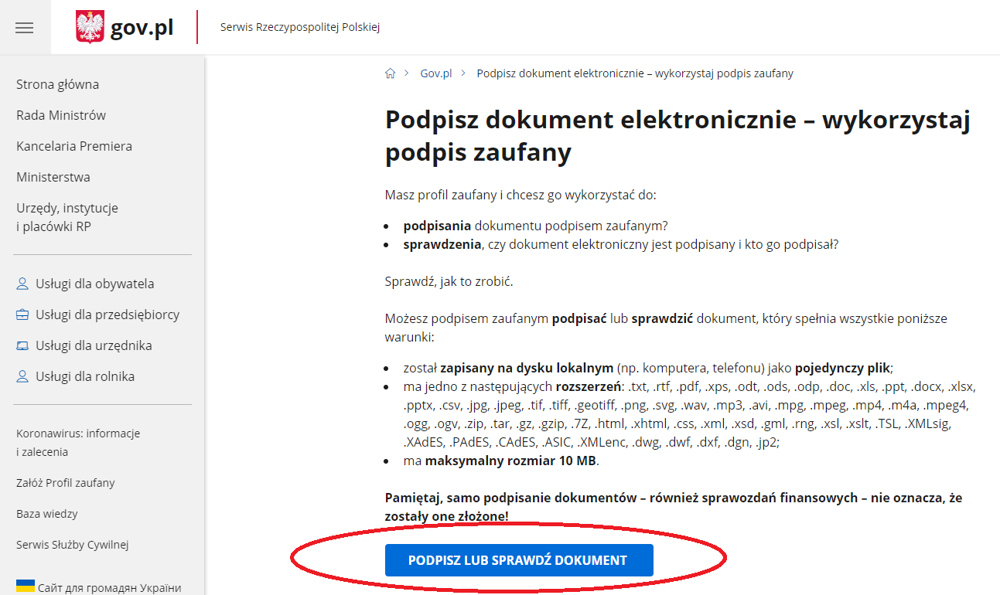 gov.pl
Serwis Rzeczypospolitej Polskiej
Strona główna
Rada Ministrów
Kancelaria Premiera
Ministerstwa
Urzędy, instytucje
i placówki RP
Usługi dla obywatela
Usługi dla przedsiębiorcy
Usługi dla urzędnika
Usługi dla rolnika
Koronawirus: informacje
i zalecenia
Załóż Profil zaufany
Baza wiedzy
Serwis Służby Cywilnej
Сайт для громадян України
Gov.pl
Podpisz dokument elektronicznie – wykorzystaj podpis zaufany
Podpisz dokument elektronicznie – wykorzystaj
podpis zaufany
Masz profil zaufany i chcesz go wykorzystać do:
podpisania dokumentu podpisem zaufanym?
sprawdzenia, czy dokument elektroniczny jest podpisany i kto go podpisał?
Sprawdź, jak to zrobić.
Możesz podpisem zaufanym podpisać lub sprawdzić dokument, który spełnia wszystkie poniższe
warunki:
został zapisany na dysku lokalnym (np. komputera, telefonu) jako pojedynczy plik;
ma jedno z następujących rozszerzeń: .txt, .rtf, .pdf, .xps, .odt, .ods, .odp, .doc, .xls, .ppt, .docx, .xlsx,
.pptx, .csv, .jpg, .jpeg, .tif, .tiff, .geotiff, .png, .svg, .wav, .mp3, .avi, .mpg, .mpeg, .mp4, .m4a, .mpeg4,
.ogg, .ogv, .zip, .tar, .gz, .gzip, .7Z, .html, .xhtml, .css, .xml, .xsd, .gml, .rng, .xsl, .xslt, .TSL, .XMLsig,
.XAdES, .PAdES, .CAdES, .ASIC, .XMLenc, .dwg, .dwf, .dxf, .dgn, .jp2;
ma maksymalny rozmiar 10 MB.
Pamiętaj, samo podpisanie dokumentów – również sprawozdań finansowych – nie oznacza, że
zostały one złożone!
PODPISZ LUB SPRAWDŹ DOKUMENT